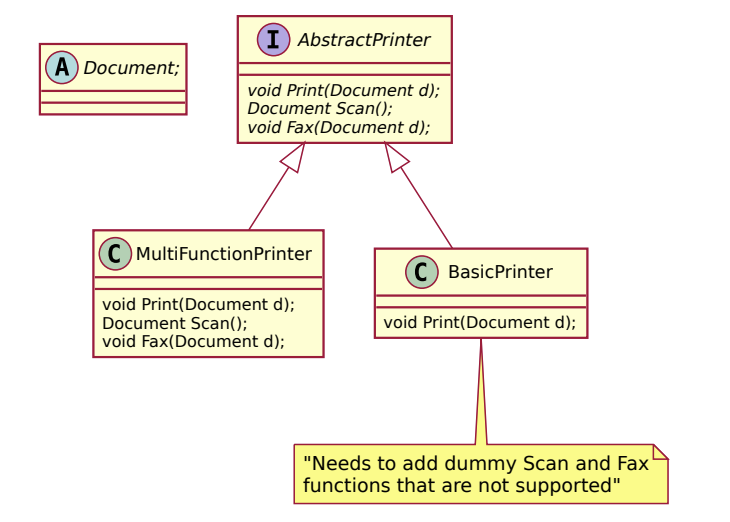 A Document;
I AbstractPrinter
void Print(Document d);
Document Scan();
void Fax(Document d);
C MultiFunctionPrinter
void Print(Document d);
Document Scan();
void Fax(Document d);
C BasicPrinter
void Print(Document d);
"Needs to add dummy Scan and Fax
functions that are not supported"